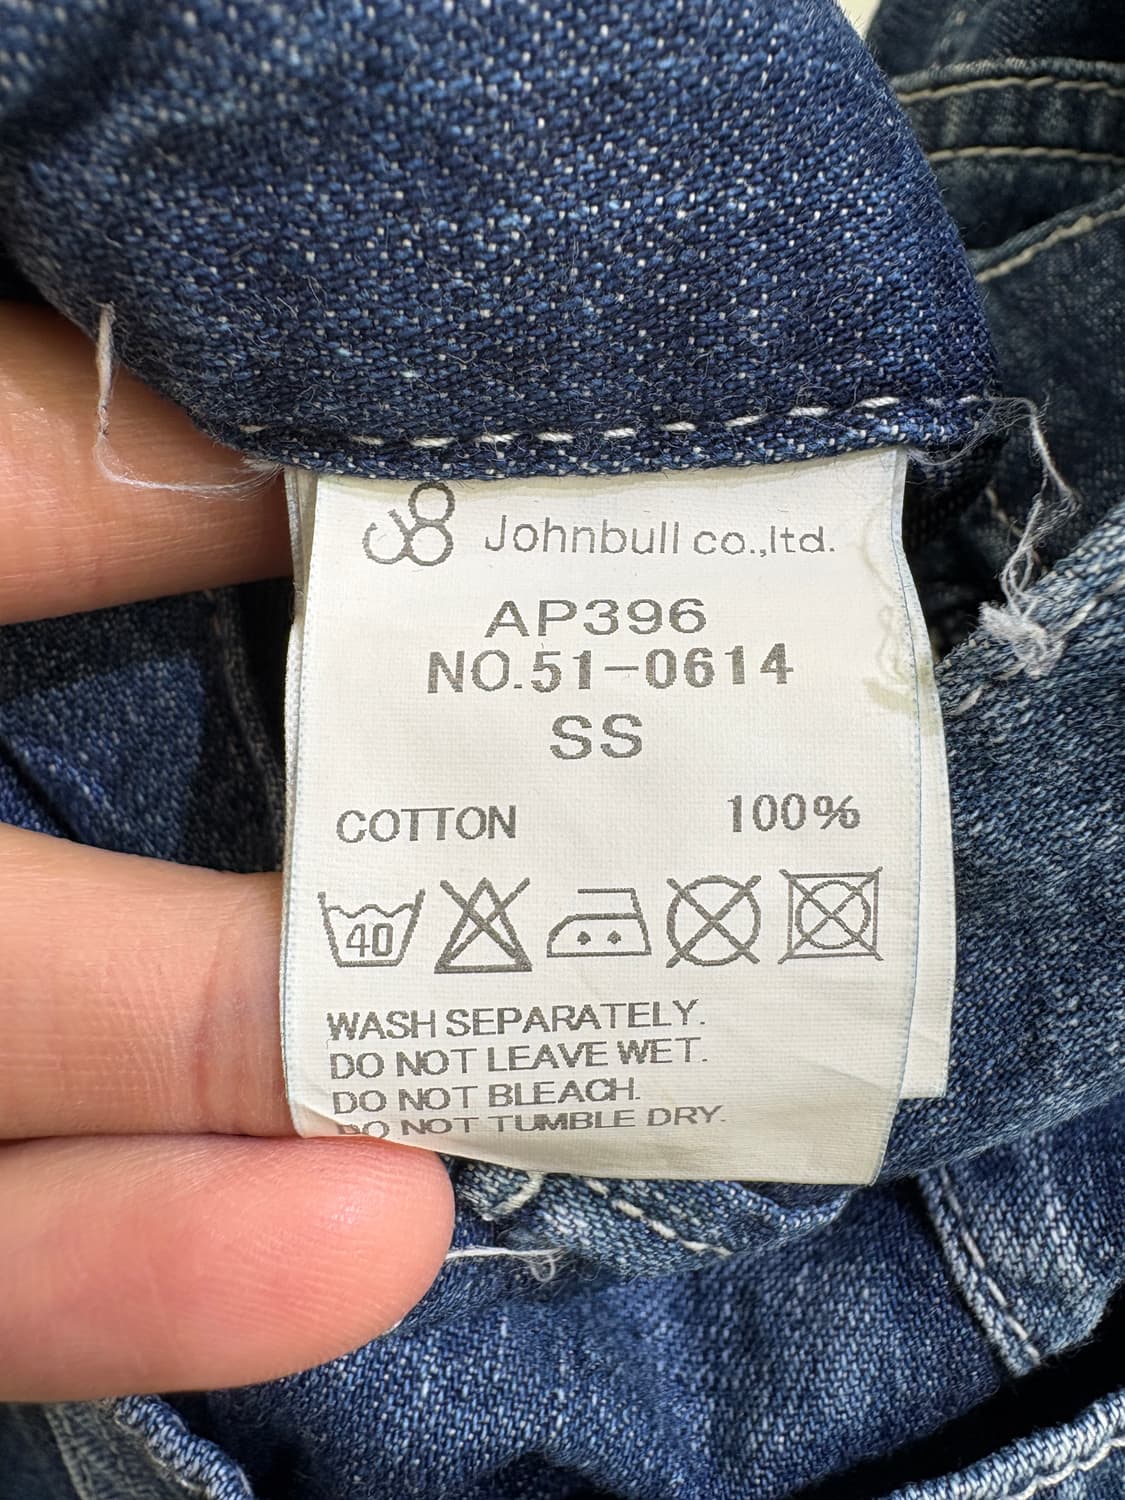 Johnbull co.,ltd.
AP396
NO.51-0614
SS
COTTON 100%
40
WASH SEPARATELY.
DO NOT LEAVE WET.
DO NOT BLEACH.
DO NOT TUMBLE DRY.